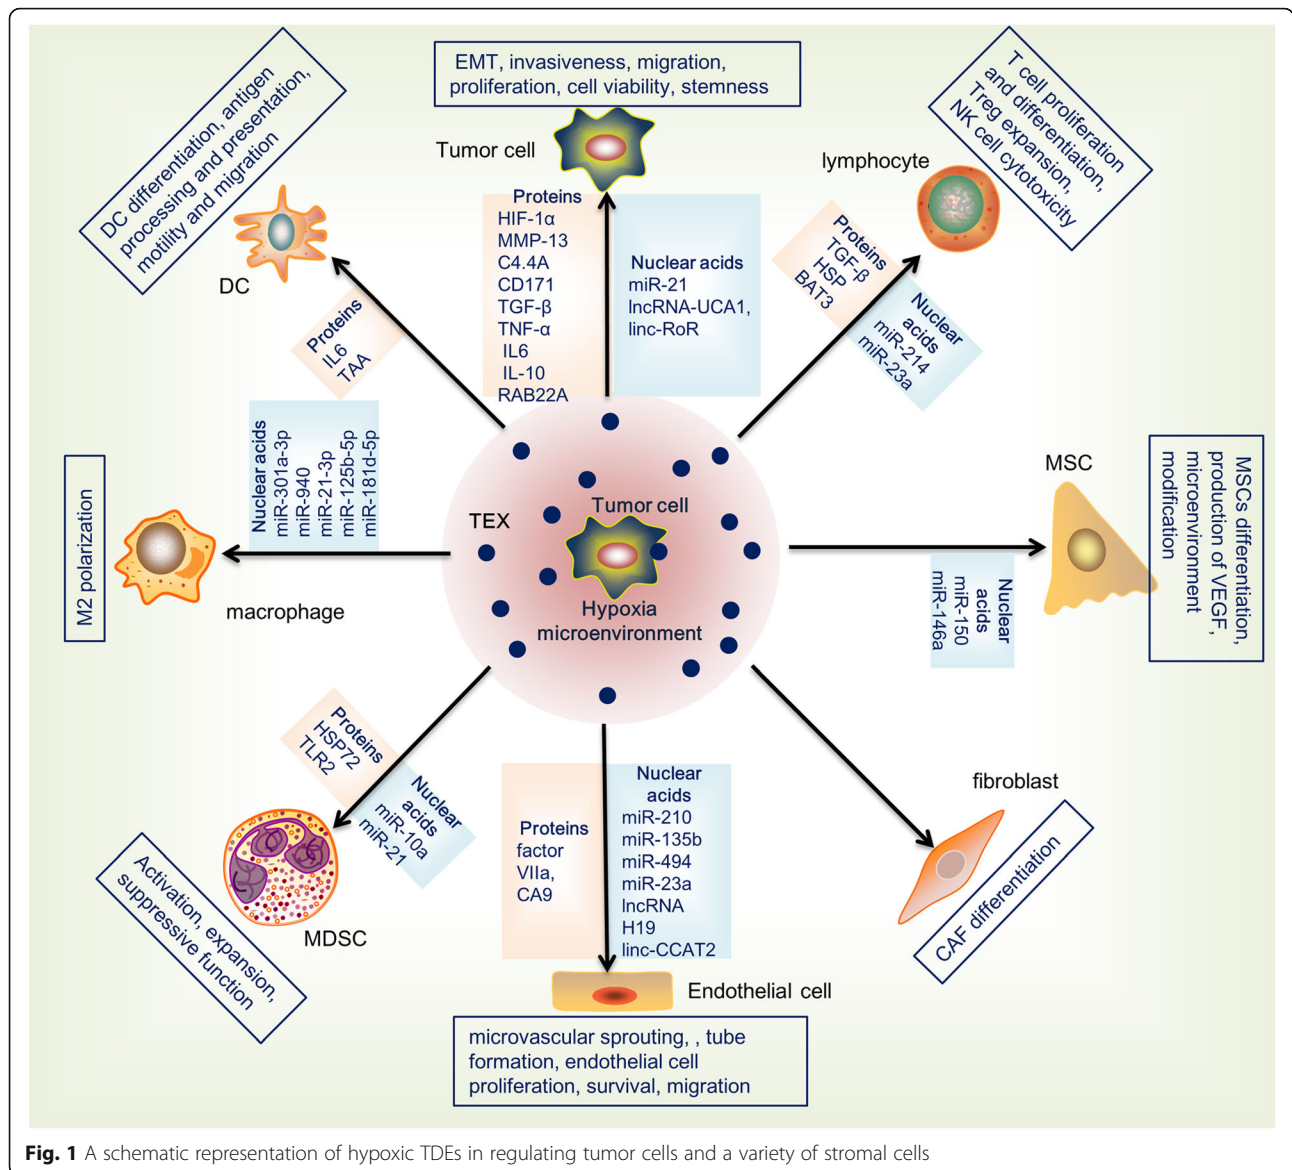 EMT, invasiveness, migration,
proliferation, cell viability, stemness
Tumor cell
Proteins
HIF-1α
MMP-13
C4.4A
CD171
TGF-β
TNF-α
IL6
IL-10
RAB22A
Nuclear acids
miR-21
lncRNA-UCA1,
linc-RoR
T cell proliferation
and differentiation,
Treg expansion,
NK cell cytotoxicity
lymphocyte
Proteins
TGF-β
HSP
BAT3
Nuclear
acids
miR-214
miR-23a
MSC
MSCs differentiation,
production of VEGF,
microenvironment
modification
Nuclear
acids
miR-150
miR-146a
fibroblast
CAF differentiation
Nuclear
acids
miR-210
miR-135b
miR-494
miR-23a
lncRNA
H19
linc-CCAT2
Proteins
factor
VIIa,
CA9
Endothelial cell
microvascular sprouting, , tube
formation, endothelial cell
proliferation, survival, migration
Proteins
HSP72
TLR2
Nuclear
acids
miR-10a
miR-21
MDSC
Activation, expansion,
suppressive function
Nuclear acids
miR-301a-3p
miR-940
miR-21-3p
miR-125b-5p
miR-181d-5p
macrophage
M2 polarization
DC differentiation, antigen
processing and presentation,
motility and migration
DC
Proteins
IL6
TAA
TEX
Tumor cell
Hypoxia
microenvironment
Fig. 1 A schematic representation of hypoxic TDEs in regulating tumor cells and a variety of stromal cells